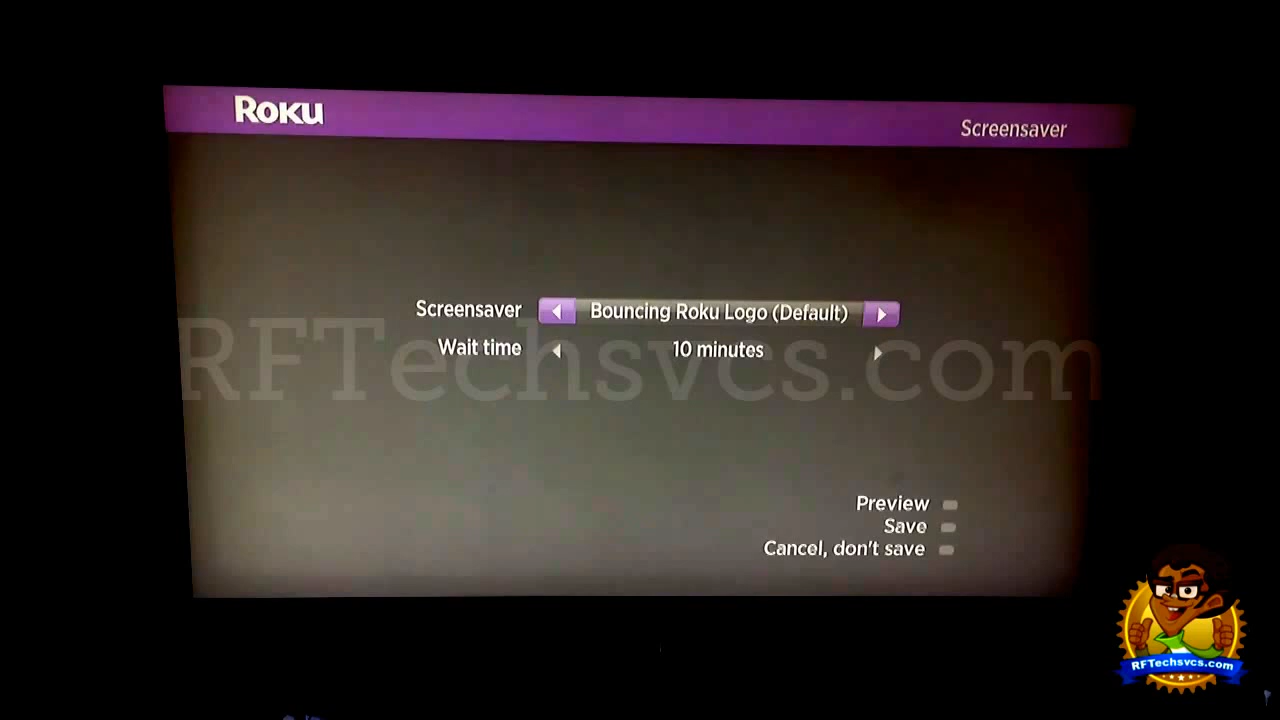 Roku
Screensaver
Screensaver Bouncing Roku Logo (Default)
Wait time 10 minutes
RFTechsvcs.com
Preview
Save
Cancel, don't save
RFTechsvcs.com